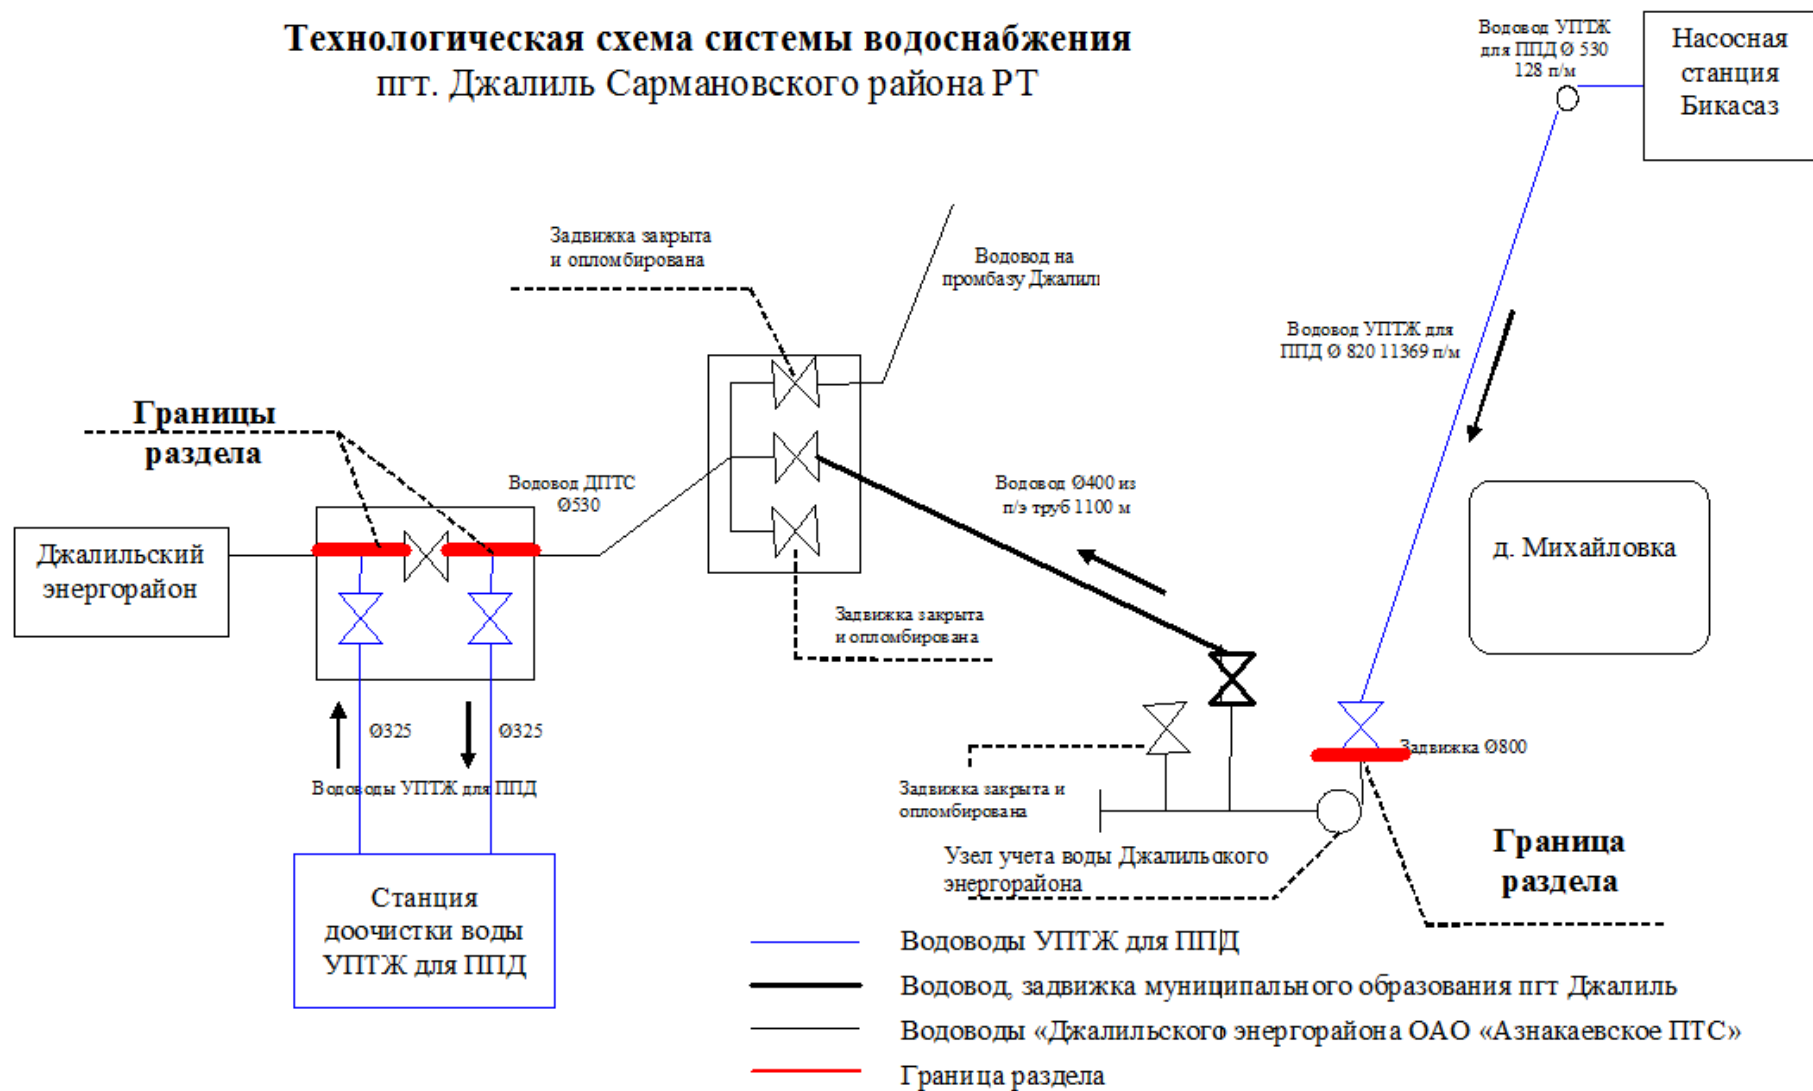 Технологическая схема системы водоснабжения
пгт. Джалиль Сармановского района РТ
Водовод УПТЖ
для ППД Ø 530
128 п/м
Насосная
станция
Бикасаз
Задвижка закрыта
и опломбирована
Водовод на
промбазу Джалиль
Водовод УПТЖ для
ППД Ø 820 11369 п/м
Границы
раздела
Водовод ДПТС
Ø530
Водовод Ø400 из
п/э труб 1100 м
Джалильский
энергорайон
д. Михайловка
Задвижка закрыта
и опломбирована
Ø325
Ø325
Водоводы УПТЖ для ППД
Задвижка Ø800
Задвижка закрыта и
опломбирована
Узел учета воды Джалильского
энергорайона
Граница
раздела
Станция
доочистки воды
УПТЖ для ППД
Водоводы УПТЖ для ППД
Водовод, задвижка муниципального образования пгт Джалиль
Водоводы «Джалильского энергорайона ОАО «Азнакаевское ПТС»
Граница раздела